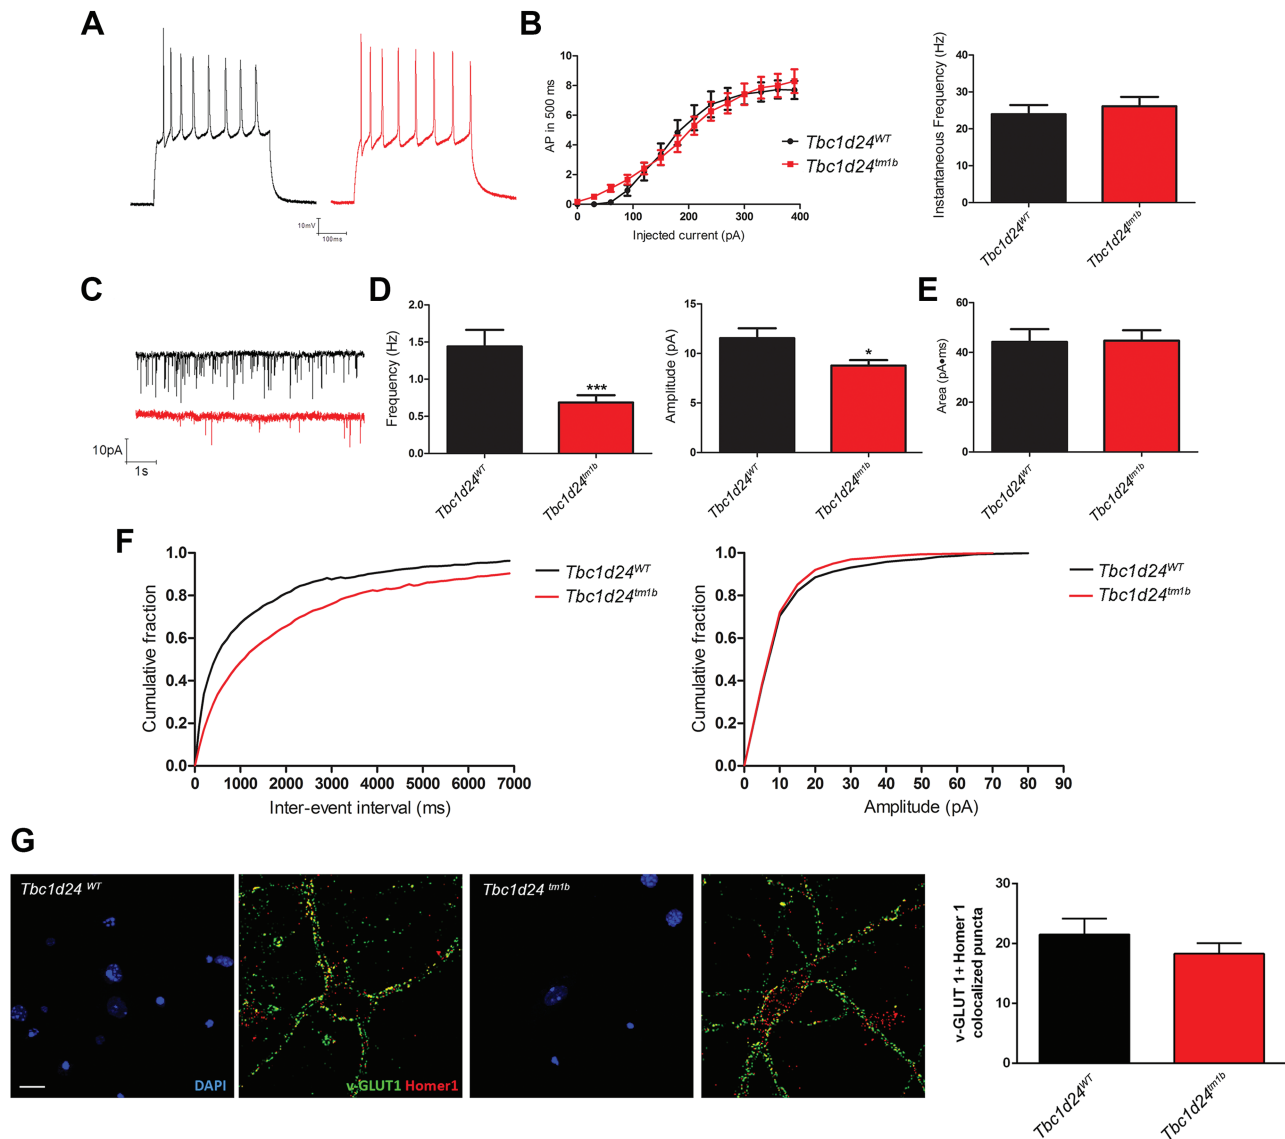 A
10mV
100ms
B
AP in 500 ms
10
8
6
4
2
0
0 100 200 300 400
Injected current (pA)
Tbc1d24WT
Tbc1d24tm1b
Instantaneous Frequency (Hz)
40
30
20
10
0
Tbc1d24WT
Tbc1d24tm1b
C
10pA
1s
D
Frequency (Hz)
2.0
1.5
1.0
0.5
0.0
***
Tbc1d24WT
Tbc1d24tm1b
Amplitude (pA)
15
10
5
0
*
Tbc1d24WT
Tbc1d24tm1b
E
Area (pA•ms)
60
40
20
0
Tbc1d24WT
Tbc1d24tm1b
F
Cumulative fraction
1.0
0.8
0.6
0.4
0.2
0.0
0 1000 2000 3000 4000 5000 6000 7000
Inter-event interval (ms)
Tbc1d24WT
Tbc1d24tm1b
Cumulative fraction
1.0
0.8
0.6
0.4
0.2
0.0
0 10 20 30 40 50 60 70 80 90
Amplitude (pA)
Tbc1d24WT
Tbc1d24tm1b
G
Tbc1d24 WT
DAPI
v-GLUT1 Homer1
Tbc1d24 tm1b
v-GLUT 1+ Homer 1
colocalized puncta
30
20
10
0
Tbc1d24WT
Tbc1d24tm1b